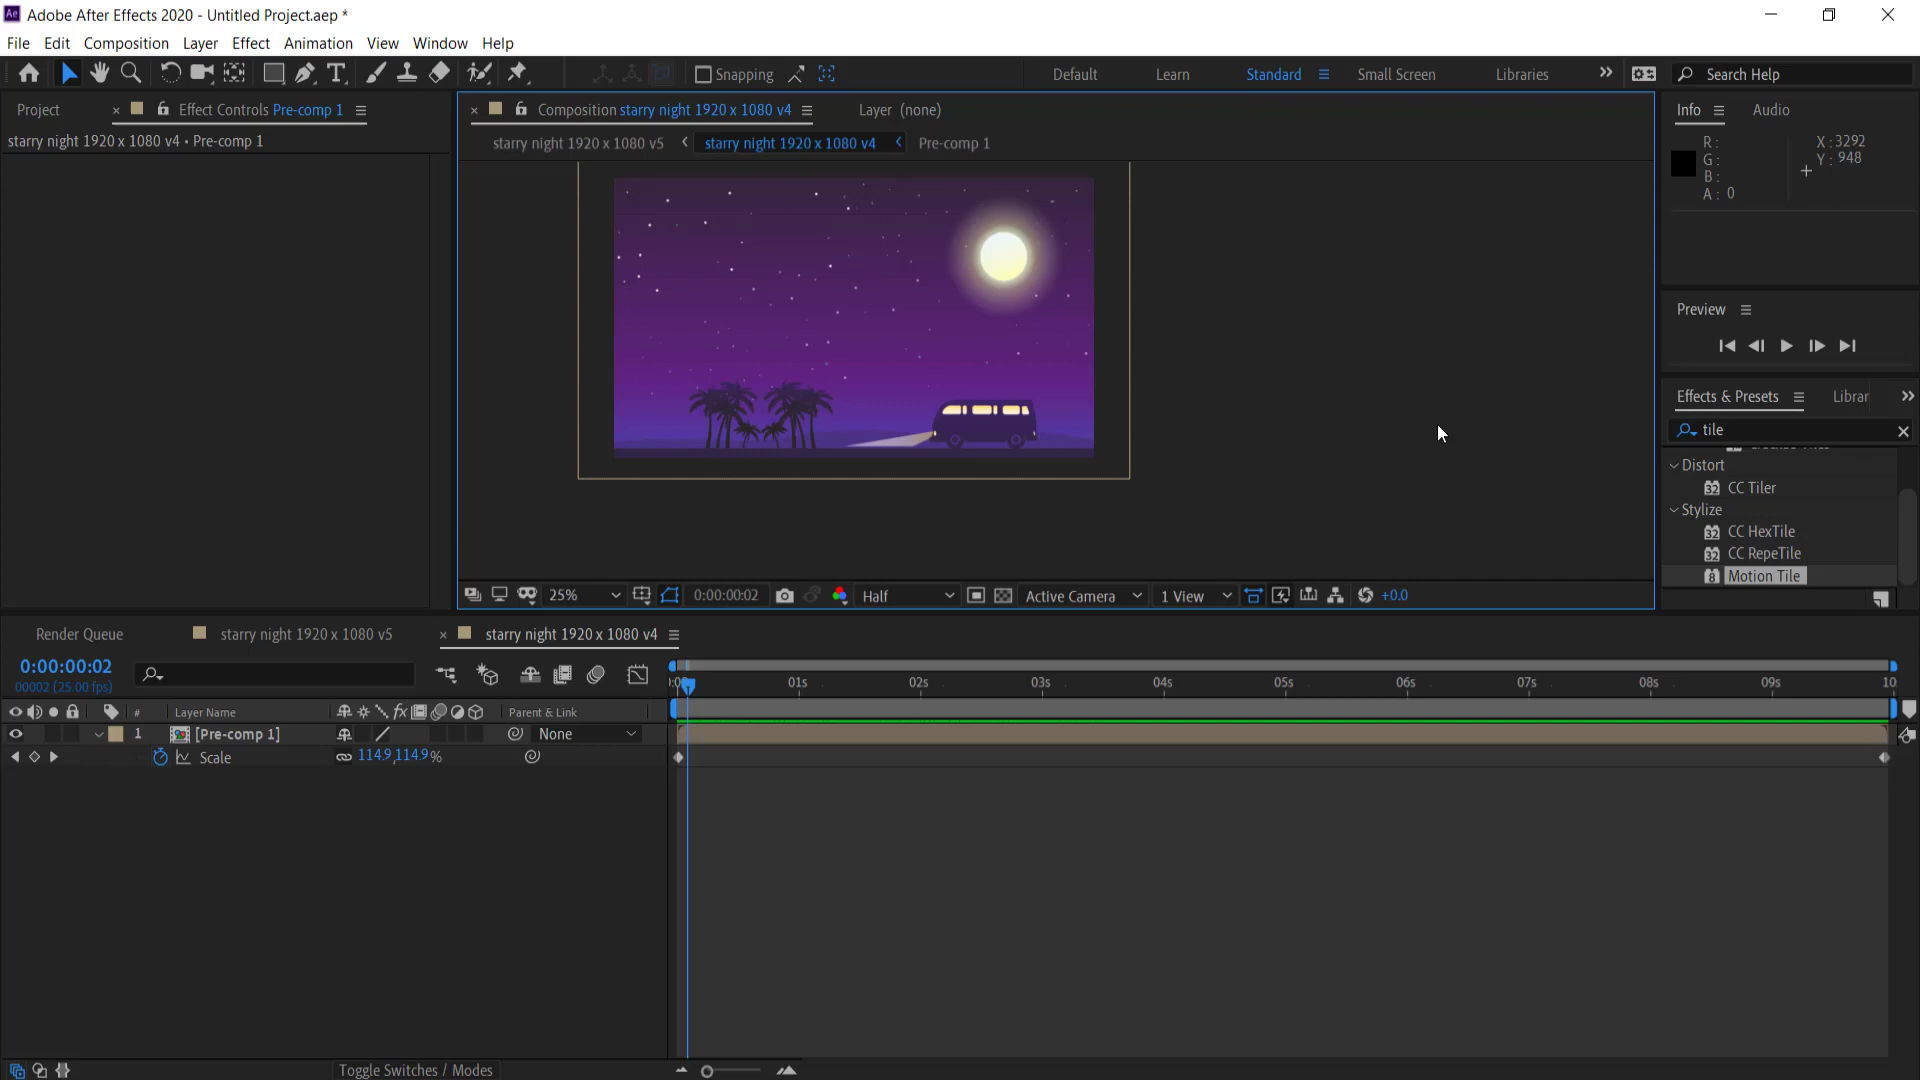 Adobe After Effects 2020 - Untitled Project.aep *
File Edit Composition Layer Effect Animation View Window Help
Snapping
Default Learn Standard Small Screen Libraries
Search Help
Project
Effect Controls Pre-comp 1
Composition starry night 1920 x 1080 v4
Layer (none)
Info Audio
starry night 1920 x 1080 v4 • Pre-comp 1
starry night 1920 x 1080 v5 starry night 1920 x 1080 v4 Pre-comp 1
R :
G :
B :
A : 0
X : 3292
Y : 948
Preview
Effects & Presets
Librar
tile
Distort
CC Tiler
Stylize
CC HexTile
CC RepeTile
Motion Tile
25%
0:00:00:02
Half
Active Camera
1 View
+0.0
Render Queue
starry night 1920 x 1080 v5
starry night 1920 x 1080 v4
0:00:00:02
00002 (25.00 fps)
01s 02s 03s 04s 05s 06s 07s 08s 09s 10
# Layer Name
Parent & Link
1 [Pre-comp 1]
None
Scale
114.9,114.9%
Toggle Switches / Modes